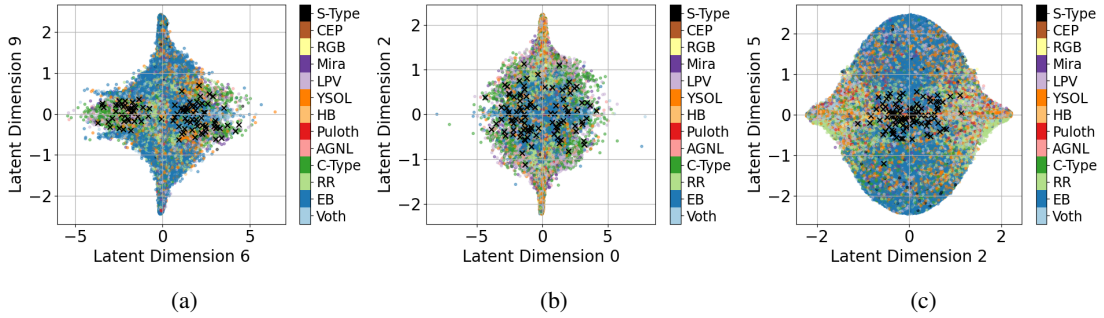 2
1
0
−1
−2
−5
0
5
Latent Dimension 9
Latent Dimension 6
S-Type
CEP
RGB
Mira
LPV
YSOL
HB
Puloth
AGNL
C-Type
RR
EB
Voth
(a)
2
1
0
−1
−2
−5
0
5
Latent Dimension 2
Latent Dimension 0
S-Type
CEP
RGB
Mira
LPV
YSOL
HB
Puloth
AGNL
C-Type
RR
EB
Voth
(b)
2
1
0
−1
−2
−2
0
2
Latent Dimension 5
Latent Dimension 2
S-Type
CEP
RGB
Mira
LPV
YSOL
HB
Puloth
AGNL
C-Type
RR
EB
Voth
(c)